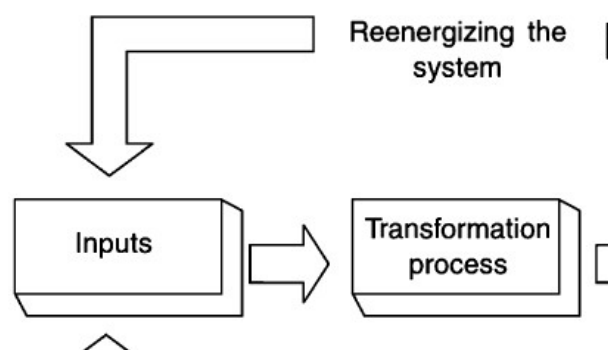 Reenergizing the
system
Inputs
Transformation
process